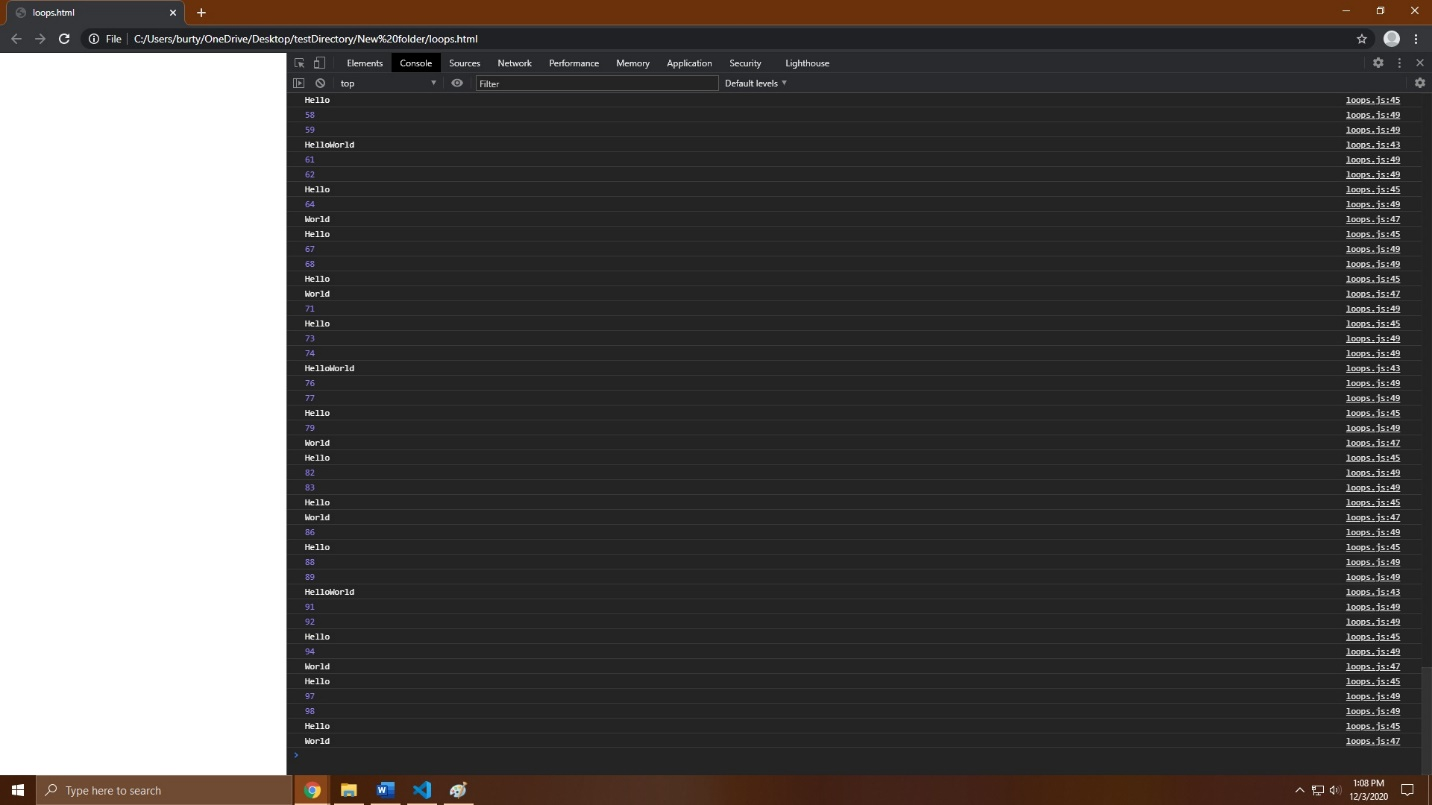 loops.html
File C:/Users/burty/OneDrive/Desktop/testDirectory/New%20folder/loops.html
Elements Console Sources Network Performance Memory Application Security Lighthouse
top Filter Default levels
Hello loops.js:45
58 loops.js:49
59 loops.js:49
HelloWorld loops.js:43
61 loops.js:49
62 loops.js:49
Hello loops.js:45
64 loops.js:49
World loops.js:47
Hello loops.js:45
67 loops.js:49
68 loops.js:49
Hello loops.js:45
World loops.js:47
71 loops.js:49
Hello loops.js:45
73 loops.js:49
74 loops.js:49
HelloWorld loops.js:43
76 loops.js:49
77 loops.js:49
Hello loops.js:45
79 loops.js:49
World loops.js:47
Hello loops.js:45
82 loops.js:49
83 loops.js:49
Hello loops.js:45
World loops.js:47
86 loops.js:49
Hello loops.js:45
88 loops.js:49
89 loops.js:49
HelloWorld loops.js:43
91 loops.js:49
92 loops.js:49
Hello loops.js:45
94 loops.js:49
World loops.js:47
Hello loops.js:45
97 loops.js:49
98 loops.js:49
Hello loops.js:45
World loops.js:47
>
Type here to search
1:08 PM
12/3/2020